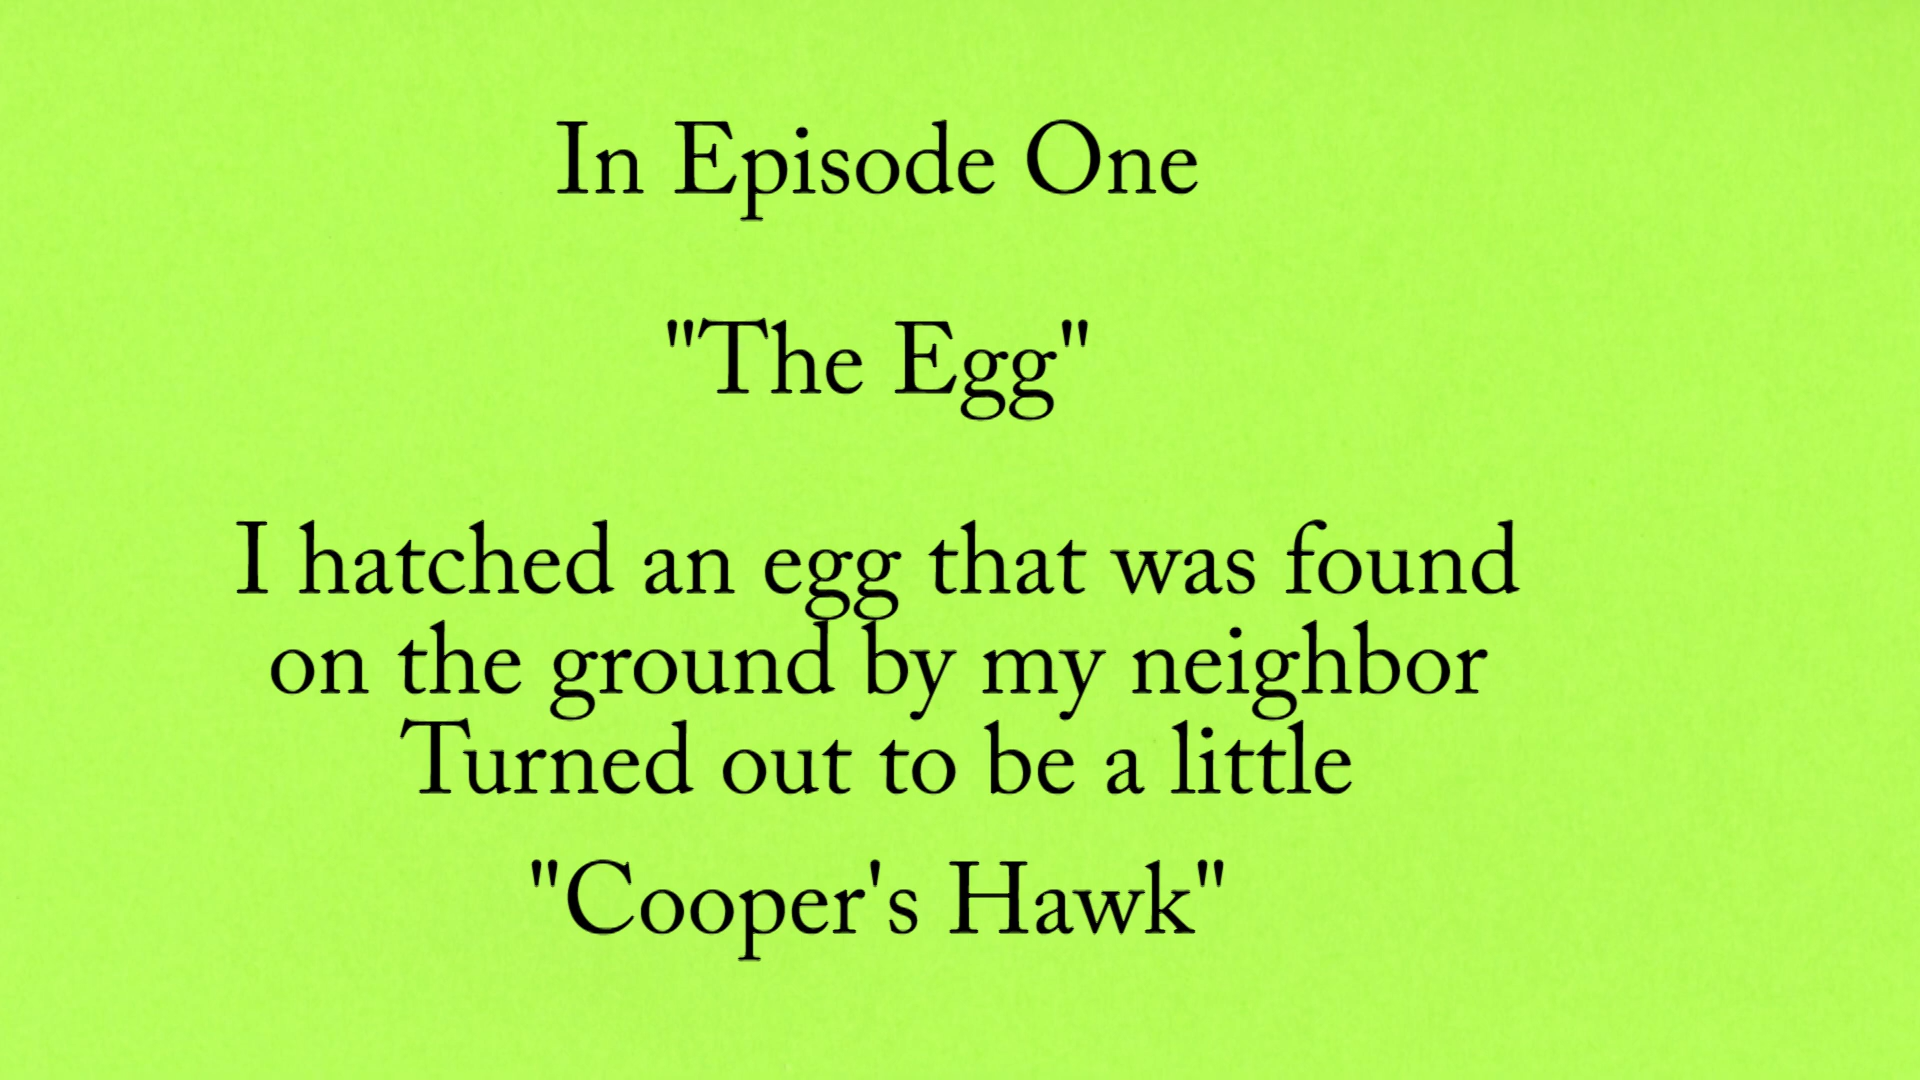 In Episode One
"The Egg"
I hatched an egg that was found
on the ground by my neighbor
Turned out to be a little
"Cooper's Hawk"